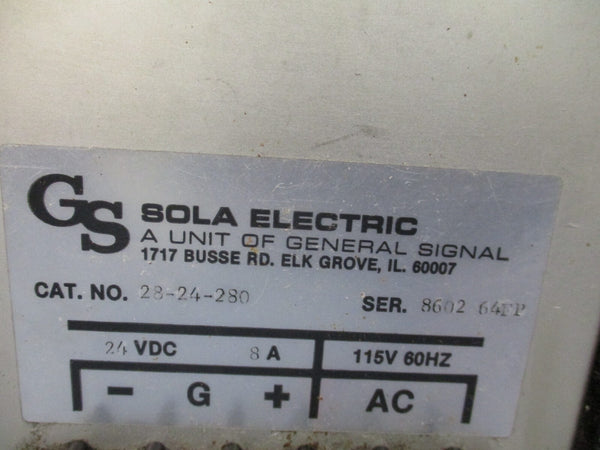 GS SOLA ELECTRIC
A UNIT OF GENERAL SIGNAL
1717 BUSSE RD. ELK GROVE, IL. 60007
CAT. NO. 28-24-280 SER. 8602
24 VDC 8 A 115V 60HZ
− G + AC